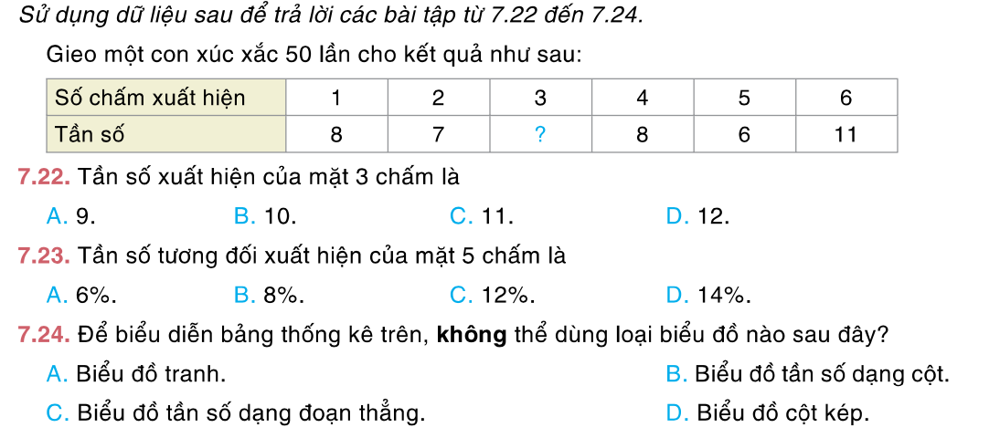 Sử dụng dữ liệu sau để trả lời các bài tập từ 7.22 đến 7.24.
Gieo một con xúc xắc 50 lần cho kết quả như sau:
Số chấm xuất hiện 1 2 3 4 5 6
Tần số 8 7 ? 8 6 11
7.22. Tần số xuất hiện của mặt 3 chấm là
A. 9. B. 10. C. 11. D. 12.
7.23. Tần số tương đối xuất hiện của mặt 5 chấm là
A. 6%. B. 8%. C. 12%. D. 14%.
7.24. Để biểu diễn bảng thống kê trên, không thể dùng loại biểu đồ nào sau đây?
A. Biểu đồ tranh. B. Biểu đồ tần số dạng cột.
C. Biểu đồ tần số dạng đoạn thẳng. D. Biểu đồ cột kép.